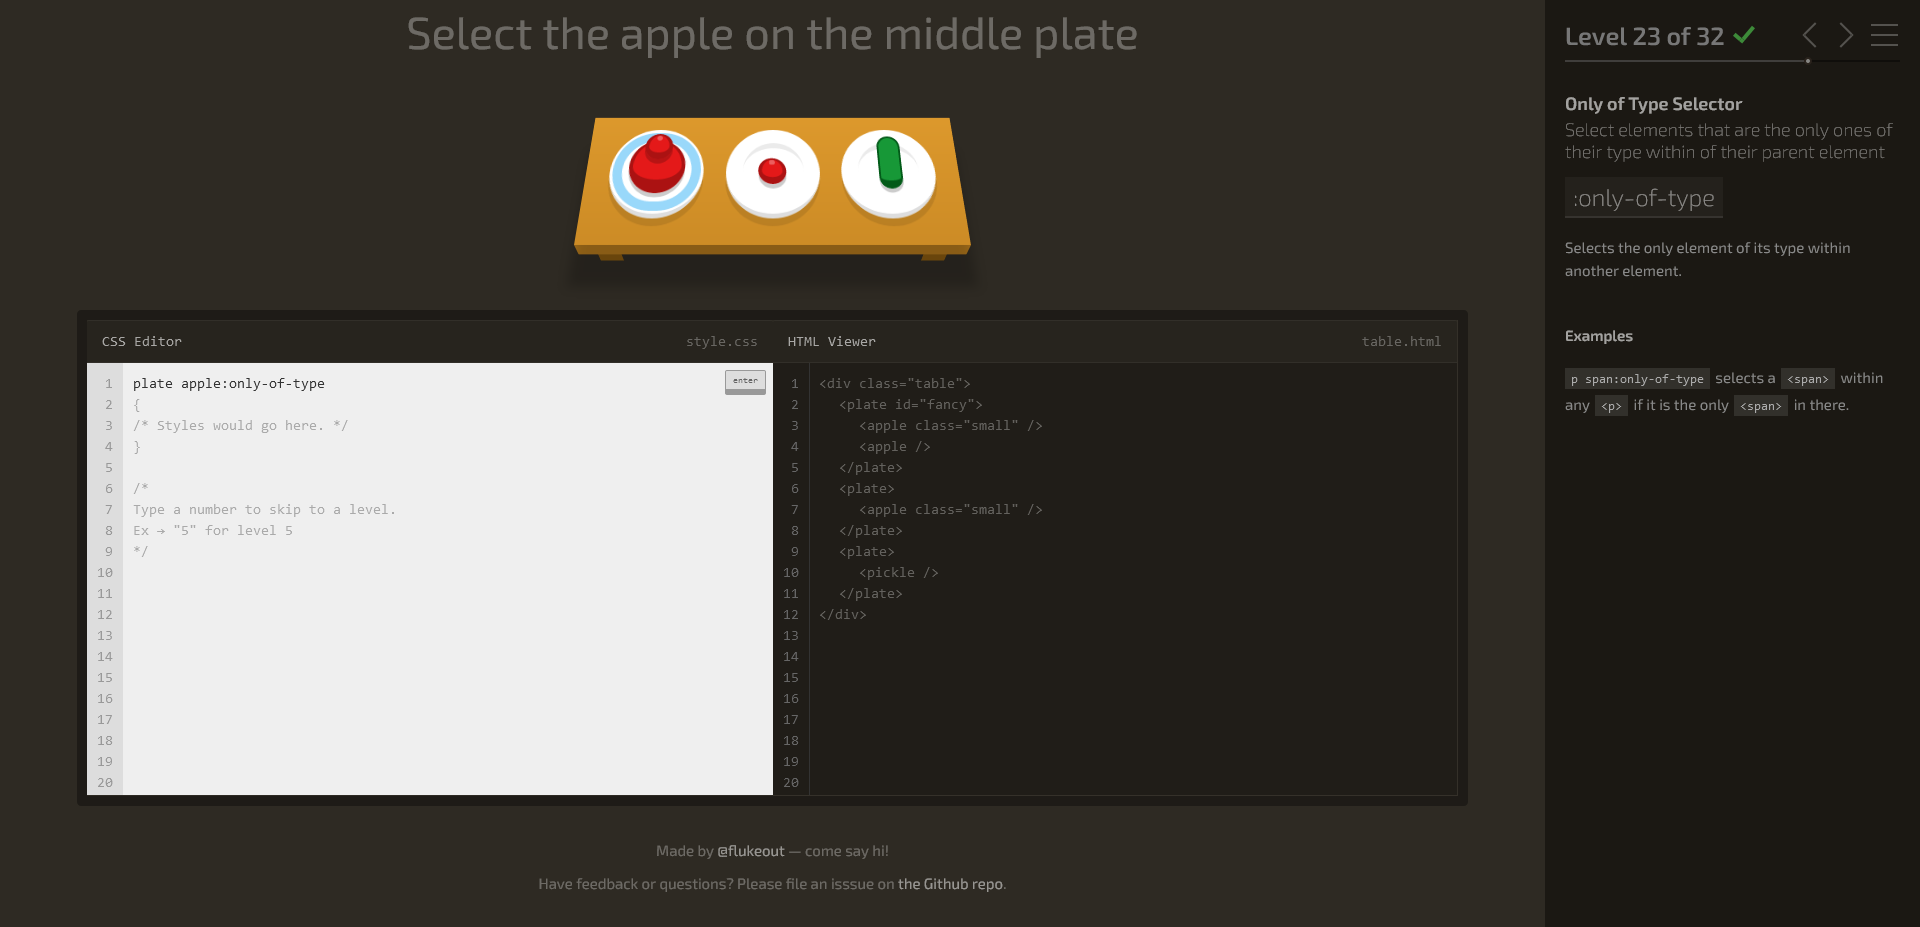 Select the apple on the middle plate
CSS Editor style.css
1 plate apple:only-of-type enter
2 {
3 /* Styles would go here. */
4 }
5
6 /*
7 Type a number to skip to a level.
8 Ex → "5" for level 5
9 */
10
11
12
13
14
15
16
17
18
19
20
HTML Viewer table.html
1 <div class="table">
2 <plate id="fancy">
3 <apple class="small" />
4 <apple />
5 </plate>
6 <plate>
7 <apple class="small" />
8 </plate>
9 <plate>
10 <pickle />
11 </plate>
12 </div>
13
14
15
16
17
18
19
20
Made by @flukeout — come say hi!
Have feedback or questions? Please file an isssue on the Github repo.
Level 23 of 32
Only of Type Selector
Select elements that are the only ones of
their type within of their parent element
:only-of-type
Selects the only element of its type within
another element.
Examples
p span:only-of-type selects a <span> within
any <p> if it is the only <span> in there.